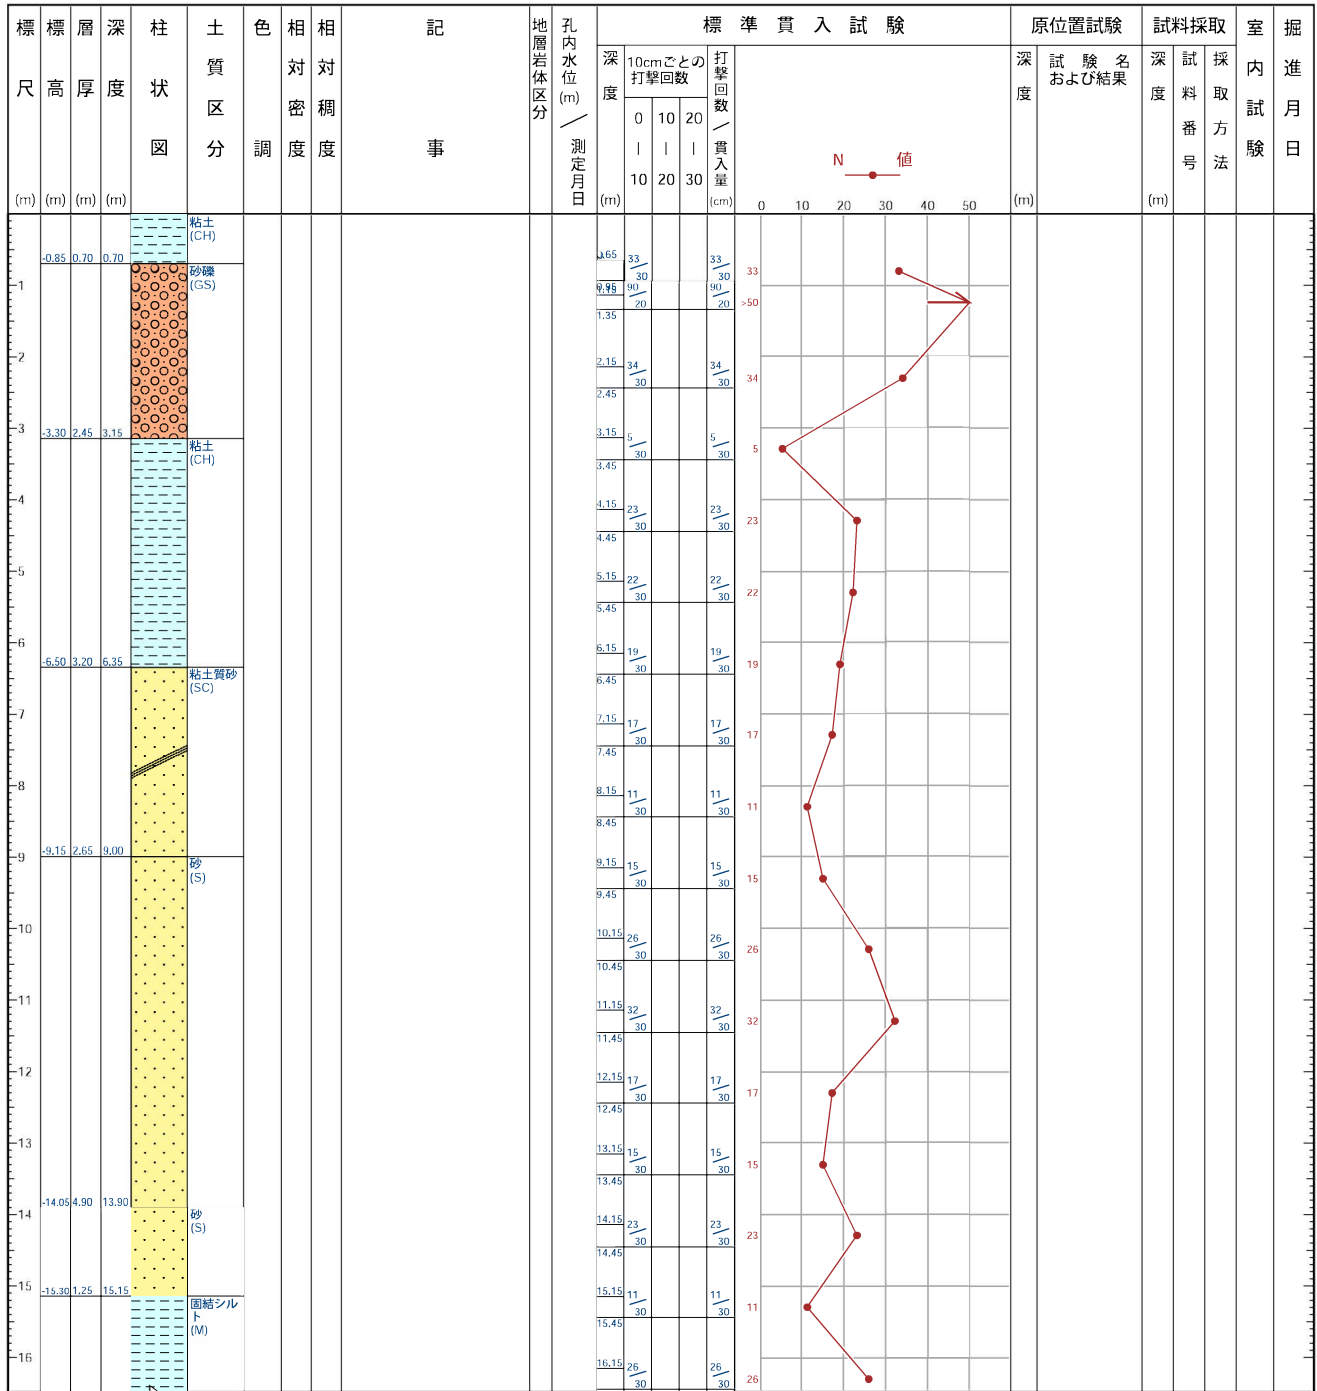 標尺(m)
標高(m)
層厚(m)
深度(m)
柱状図
土質区分
色調
相対密度
相対稠度
記事
地層岩体区分
孔内水位(m)/測定月日
標準貫入試験
深度(m)
10cmごとの
打撃回数
0 10 20
| | |
10 20 30
打撃回数/貫入量(cm)
N 値
0 10 20 30 40 50
原位置試験
深度(m)
試験名
および結果
試料採取
深度(m)
試料番号
採取方法
室内試験
掘進月日
粘土
(CH)
-0.85 0.70 0.70
0.65 33/30 33/30 33
砂礫
(GS)
0.95
1
1.15 90/20 90/20 >50
1.35
2
2.15 34/30 34/30 34
2.45
3
-3.30 2.45 3.15
3.15 5/30 5/30 5
粘土
(CH)
3.45
4
4.15 23/30 23/30 23
4.45
5
5.15 22/30 22/30 22
5.45
6
6.15 19/30 19/30 19
-6.50 3.20 6.35
粘土質砂
(SC)
6.45
7
7.15 17/30 17/30 17
7.45
8
8.15 11/30 11/30 11
8.45
9
-9.15 2.65 9.00
砂
(S)
9.15 15/30 15/30 15
9.45
10
10.15 26/30 26/30 26
10.45
11
11.15 32/30 32/30 32
11.45
12
12.15 17/30 17/30 17
12.45
13
13.15 15/30 15/30 15
13.45
-14.05 4.90 13.90
14
砂
(S)
14.15 23/30 23/30 23
14.45
15
-15.30 1.25 15.15
15.15 11/30 11/30 11
固結シル
ト
(M)
15.45
16
16.15 26/30 26/30 26